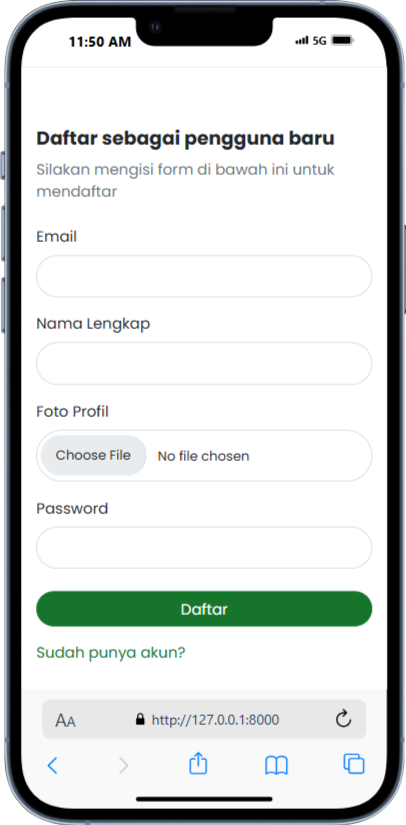 11:50 AM 5G
Daftar sebagai pengguna baru
Silakan mengisi form di bawah ini untuk
mendaftar
Email
Nama Lengkap
Foto Profil
Choose File No file chosen
Password
Daftar
Sudah punya akun?
AA http://127.0.0.1:8000